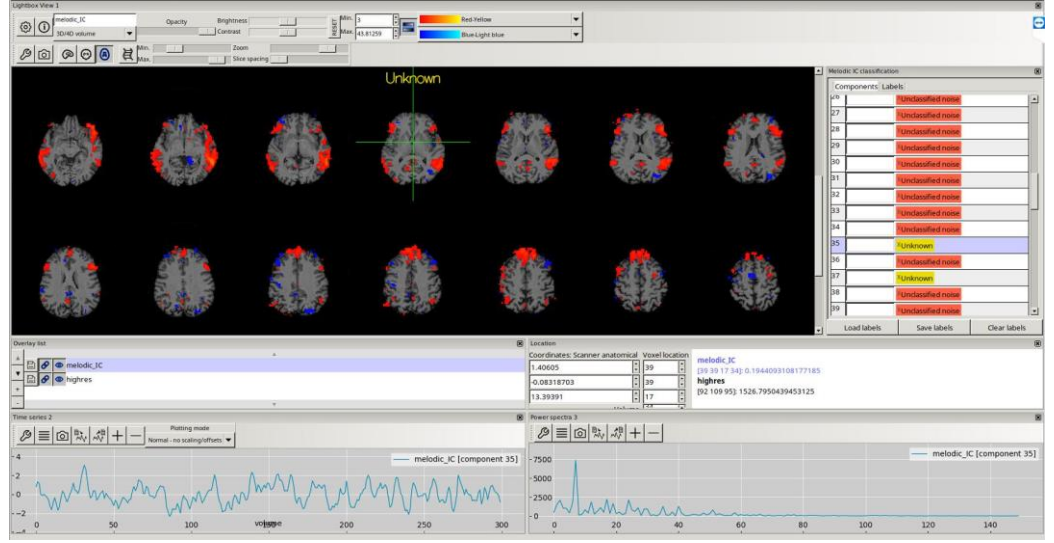 Lightbox View 1
melodic_IC
3D/4D volume
Opacity
Brightness
Contrast
RESET
Min. 3
Max. 43.81259
Red-Yellow
Blue-Light blue
Min.
Max.
Zoom
Slice spacing
Unknown
Melodic IC classification
Components Labels
26 Unclassified noise
27 Unclassified noise
28 Unclassified noise
29 Unclassified noise
30 Unclassified noise
31 Unclassified noise
32 Unclassified noise
33 Unclassified noise
34 Unclassified noise
35 Unknown
36 Unclassified noise
37 Unknown
38 Unclassified noise
39 Unclassified noise
Load labels Save labels Clear labels
Overlay list
melodic_IC
highres
Location
Coordinates: Scanner anatomical Voxel location
1.40605 39
-0.08318703 39
13.39391 17
Volume
melodic_IC
[39 39 17 34]: 0.1944093108177185
highres
[92 109 95]: 1526.7950439453125
Time series 2
Plotting mode
Normal - no scaling/offsets
melodic_IC [component 35]
4
2
0
-2
-4
0 50 100 150 200 250 300
volume
Power spectra 3
melodic_IC [component 35]
7500
5000
2500
0
0 20 40 60 80 100 120 140